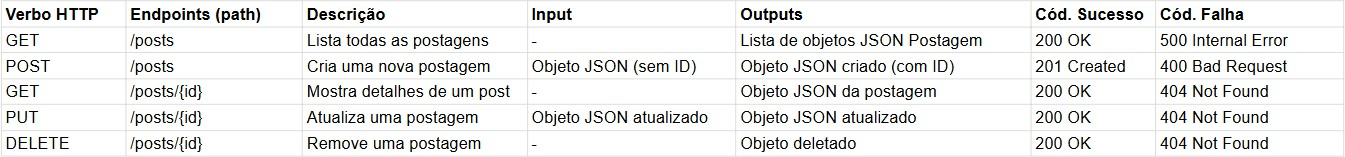 Verbo HTTP Endpoints (path) Descrição Input Outputs Cód. Sucesso Cód. Falha
GET /posts Lista todas as postagens - Lista de objetos JSON Postagem 200 OK 500 Internal Error
POST /posts Cria uma nova postagem Objeto JSON (sem ID) Objeto JSON criado (com ID) 201 Created 400 Bad Request
GET /posts/{id} Mostra detalhes de um post - Objeto JSON da postagem 200 OK 404 Not Found
PUT /posts/{id} Atualiza uma postagem Objeto JSON atualizado Objeto JSON atualizado 200 OK 404 Not Found
DELETE /posts/{id} Remove uma postagem - Objeto deletado 200 OK 404 Not Found